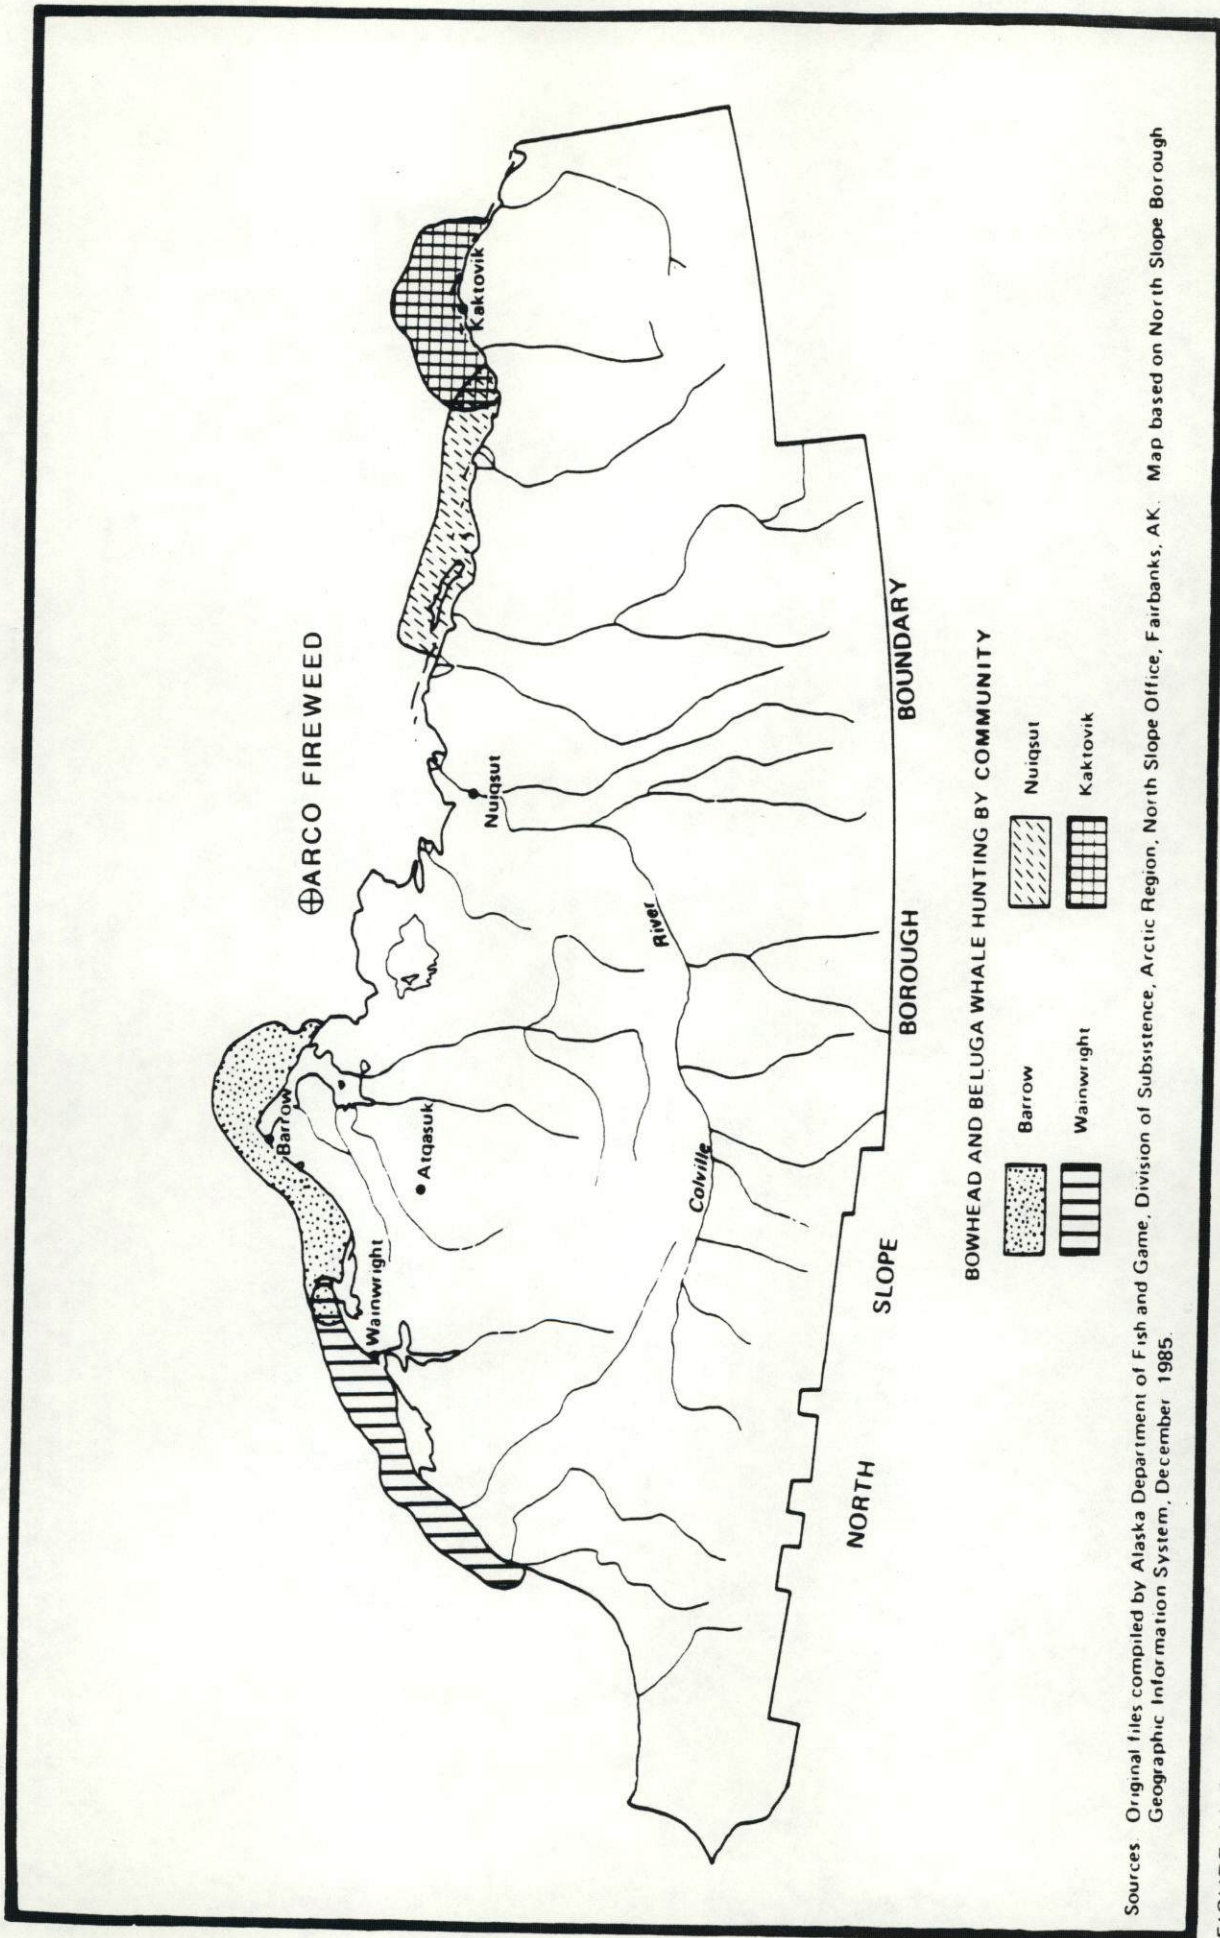 ⊕ARCO FIREWEED
Barrow
Wainwright
Atqasuk
Nuiqsut
Kaktovik
Colville
River
NORTH
SLOPE
BOROUGH
BOUNDARY
BOWHEAD AND BELUGA WHALE HUNTING BY COMMUNITY
Barrow
Nuiqsut
Wainwright
Kaktovik
Sources. Original files compiled by Alaska Department of Fish and Game, Division of Subsistence, Arctic Region, North Slope Office, Fairbanks, AK. Map based on North Slope Borough
Geographic Information System, December 1985.